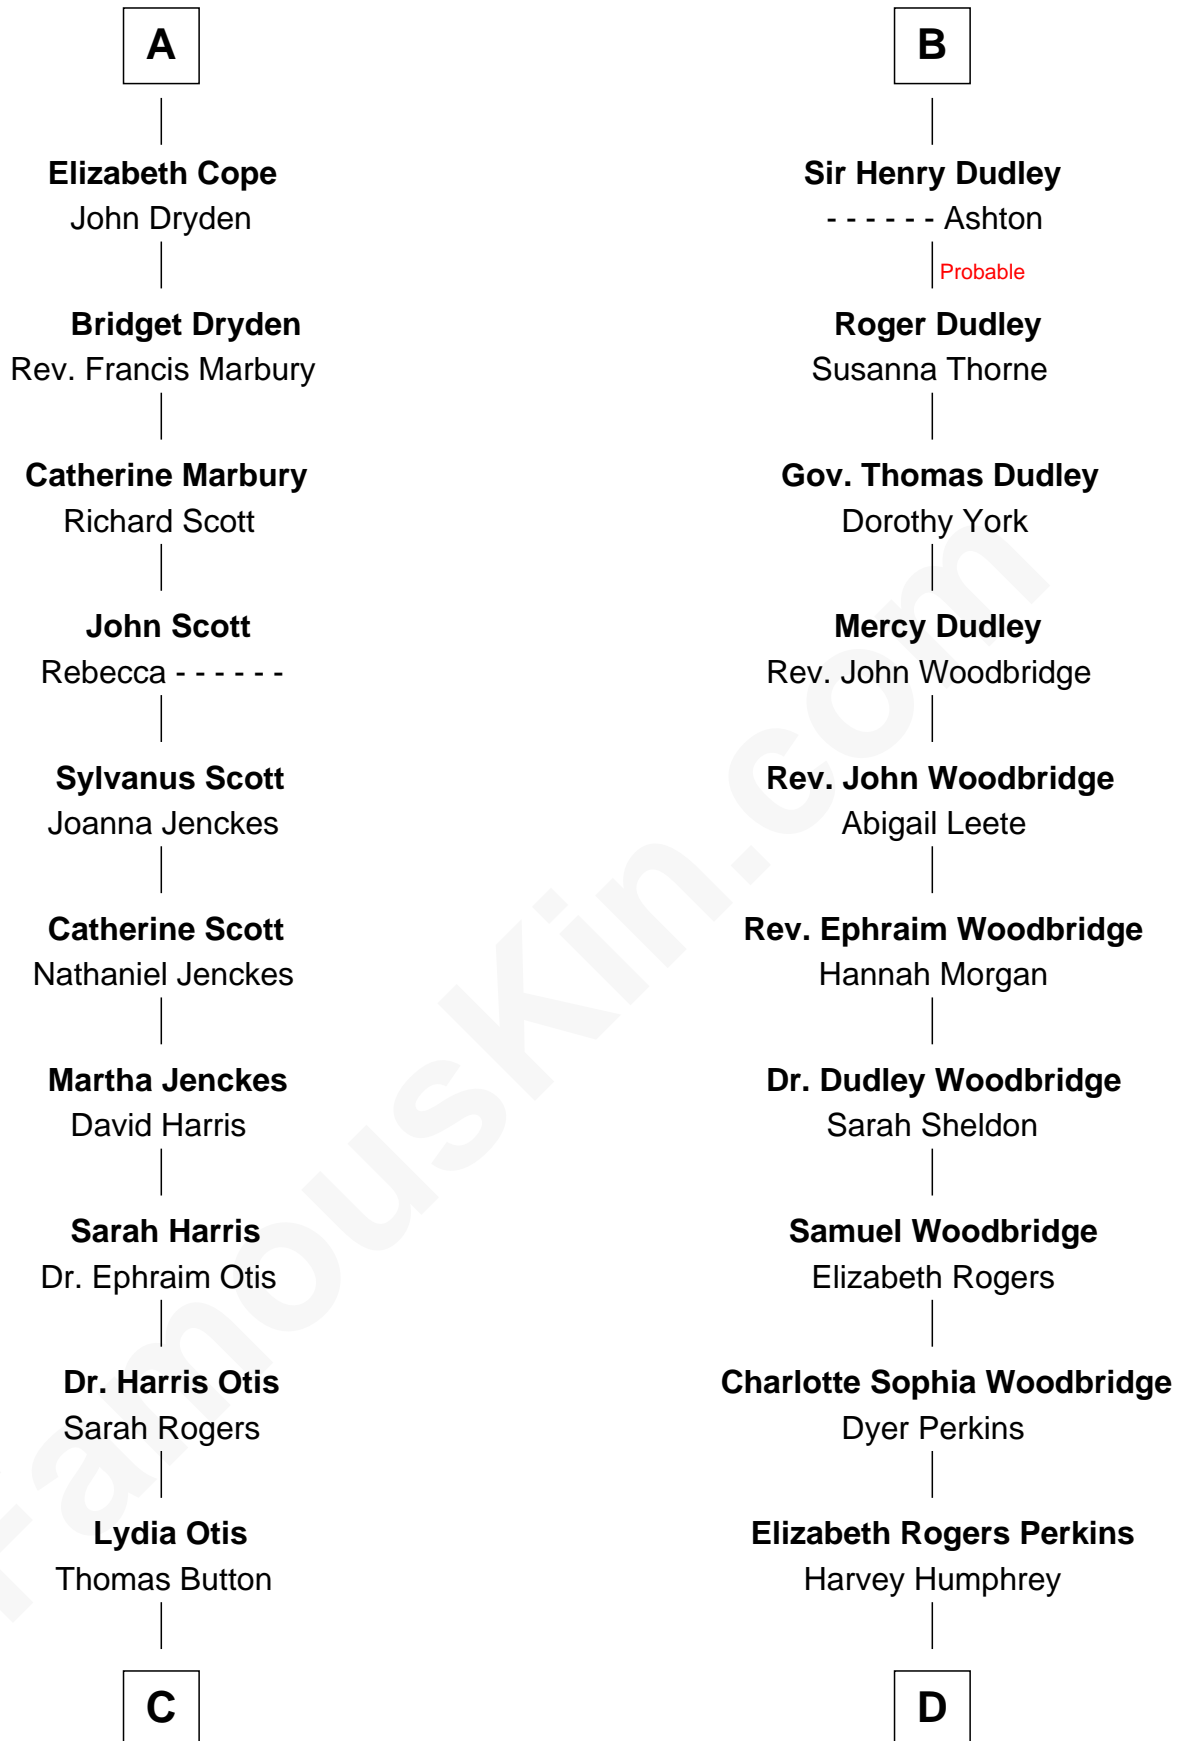 A
Elizabeth Cope
John Dryden
Bridget Dryden
Rev. Francis Marbury
Catherine Marbury
Richard Scott
John Scott
Rebecca - - - - - -
Sylvanus Scott
Joanna Jenckes
Catherine Scott
Nathaniel Jenckes
Martha Jenckes
David Harris
Sarah Harris
Dr. Ephraim Otis
Dr. Harris Otis
Sarah Rogers
Lydia Otis
Thomas Button
C
B
Sir Henry Dudley
- - - - - - Ashton
Probable
Roger Dudley
Susanna Thorne
Gov. Thomas Dudley
Dorothy York
Mercy Dudley
Rev. John Woodbridge
Rev. John Woodbridge
Abigail Leete
Rev. Ephraim Woodbridge
Hannah Morgan
Dr. Dudley Woodbridge
Sarah Sheldon
Samuel Woodbridge
Elizabeth Rogers
Charlotte Sophia Woodbridge
Dyer Perkins
Elizabeth Rogers Perkins
Harvey Humphrey
D
FamousKin.com